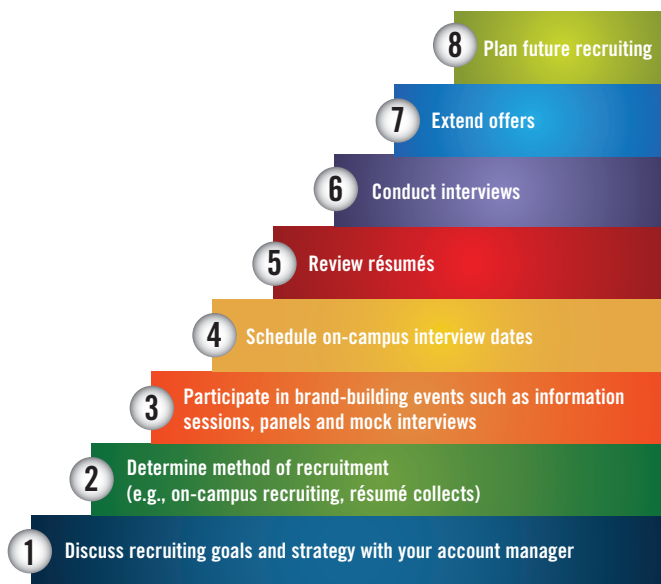 8 Plan future recruiting
7 Extend offers
6 Conduct interviews
5 Review résumés
4 Schedule on-campus interview dates
3 Participate in brand-building events such as information
sessions, panels and mock interviews
2 Determine method of recruitment
(e.g., on-campus recruiting, résumé collects)
1 Discuss recruiting goals and strategy with your account manager